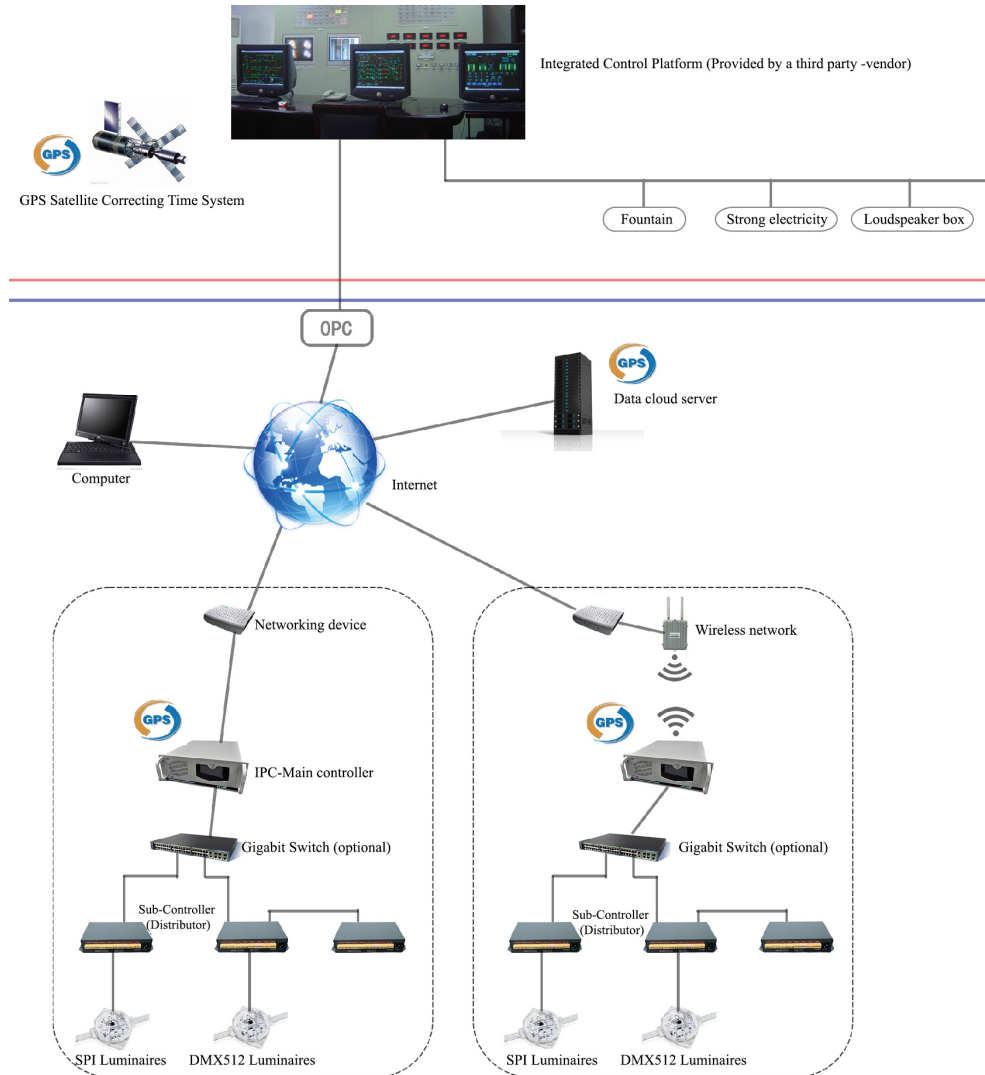 Integrated Control Platform (Provided by a third party -vendor)
GPS
GPS Satellite Correcting Time System
Fountain
Strong electricity
Loudspeaker box
OPC
GPS
Data cloud server
Computer
Internet
Networking device
Wireless network
GPS
IPC-Main controller
GPS
Gigabit Switch (optional)
Gigabit Switch (optional)
Sub-Controller
(Distributor)
Sub-Controller
(Distributor)
SPI Luminaires
DMX512 Luminaires
SPI Luminaires
DMX512 Luminaires